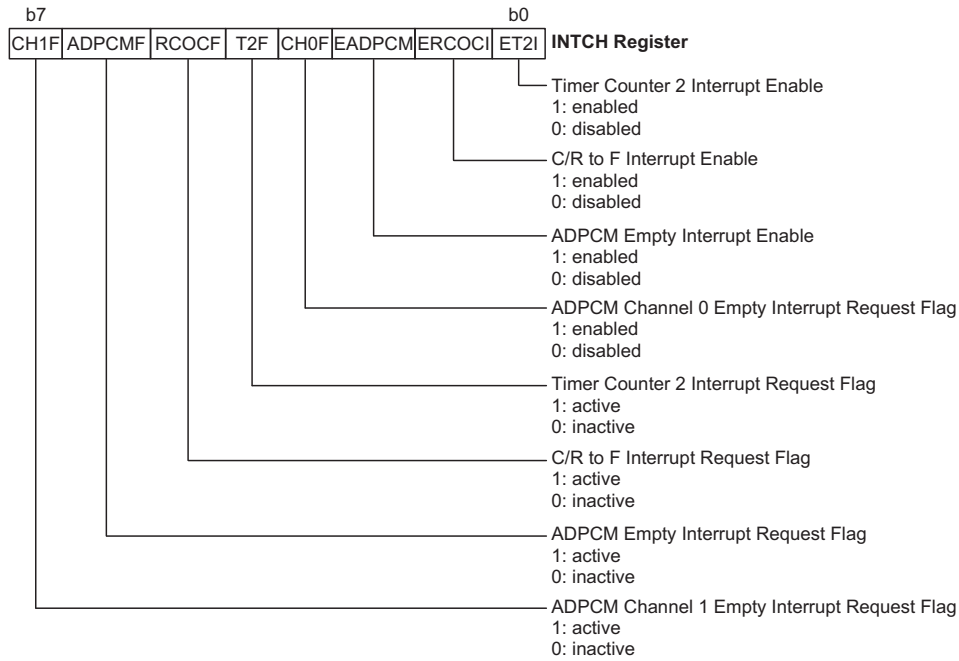 b7 b0
CH1F ADPCMF RCOCF T2F CH0F EADPCM ERCOCI ET2I INTCH Register
Timer Counter 2 Interrupt Enable
1: enabled
0: disabled
C/R to F Interrupt Enable
1: enabled
0: disabled
ADPCM Empty Interrupt Enable
1: enabled
0: disabled
ADPCM Channel 0 Empty Interrupt Request Flag
1: enabled
0: disabled
Timer Counter 2 Interrupt Request Flag
1: active
0: inactive
C/R to F Interrupt Request Flag
1: active
0: inactive
ADPCM Empty Interrupt Request Flag
1: active
0: inactive
ADPCM Channel 1 Empty Interrupt Request Flag
1: active
0: inactive